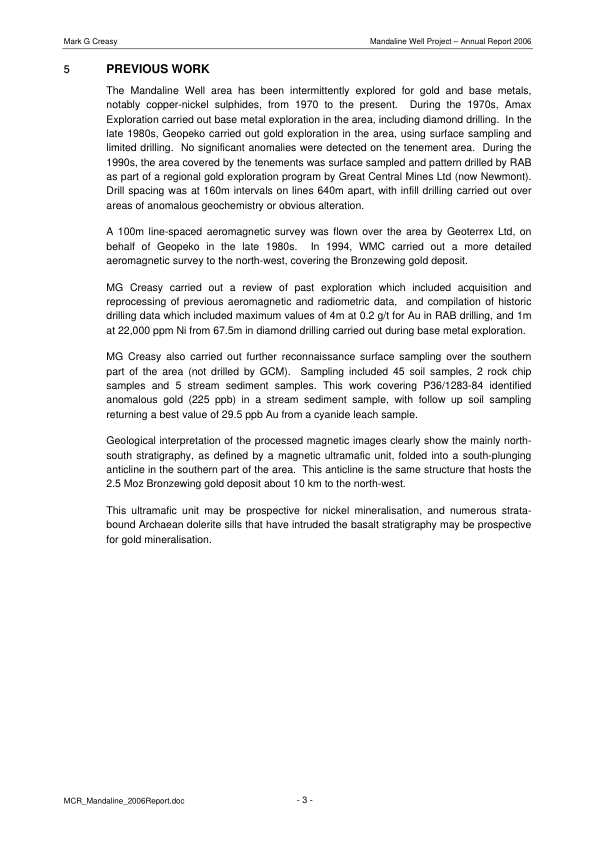 Mark G Creasy Mandaline Well Project – Annual Report 2006
5 PREVIOUS WORK
The Mandaline Well area has been intermittently explored for gold and base metals,
notably copper-nickel sulphides, from 1970 to the present. During the 1970s, Amax
Exploration carried out base metal exploration in the area, including diamond drilling. In the
late 1980s, Geopeko carried out gold exploration in the area, using surface sampling and
limited drilling. No significant anomalies were detected on the tenement area. During the
1990s, the area covered by the tenements was surface sampled and pattern drilled by RAB
as part of a regional gold exploration program by Great Central Mines Ltd (now Newmont).
Drill spacing was at 160m intervals on lines 640m apart, with infill drilling carried out over
areas of anomalous geochemistry or obvious alteration.
A 100m line-spaced aeromagnetic survey was flown over the area by Geoterrex Ltd, on
behalf of Geopeko in the late 1980s. In 1994, WMC carried out a more detailed
aeromagnetic survey to the north-west, covering the Bronzewing gold deposit.
MG Creasy carried out a review of past exploration which included acquisition and
reprocessing of previous aeromagnetic and radiometric data, and compilation of historic
drilling data which included maximum values of 4m at 0.2 g/t for Au in RAB drilling, and 1m
at 22,000 ppm Ni from 67.5m in diamond drilling carried out during base metal exploration.
MG Creasy also carried out further reconnaissance surface sampling over the southern
part of the area (not drilled by GCM). Sampling included 45 soil samples, 2 rock chip
samples and 5 stream sediment samples. This work covering P36/1283-84 identified
anomalous gold (225 ppb) in a stream sediment sample, with follow up soil sampling
returning a best value of 29.5 ppb Au from a cyanide leach sample.
Geological interpretation of the processed magnetic images clearly show the mainly north-
south stratigraphy, as defined by a magnetic ultramafic unit, folded into a south-plunging
anticline in the southern part of the area. This anticline is the same structure that hosts the
2.5 Moz Bronzewing gold deposit about 10 km to the north-west.
This ultramafic unit may be prospective for nickel mineralisation, and numerous strata-
bound Archaean dolerite sills that have intruded the basalt stratigraphy may be prospective
for gold mineralisation.
MCR_Mandaline_2006Report.doc - 3 -